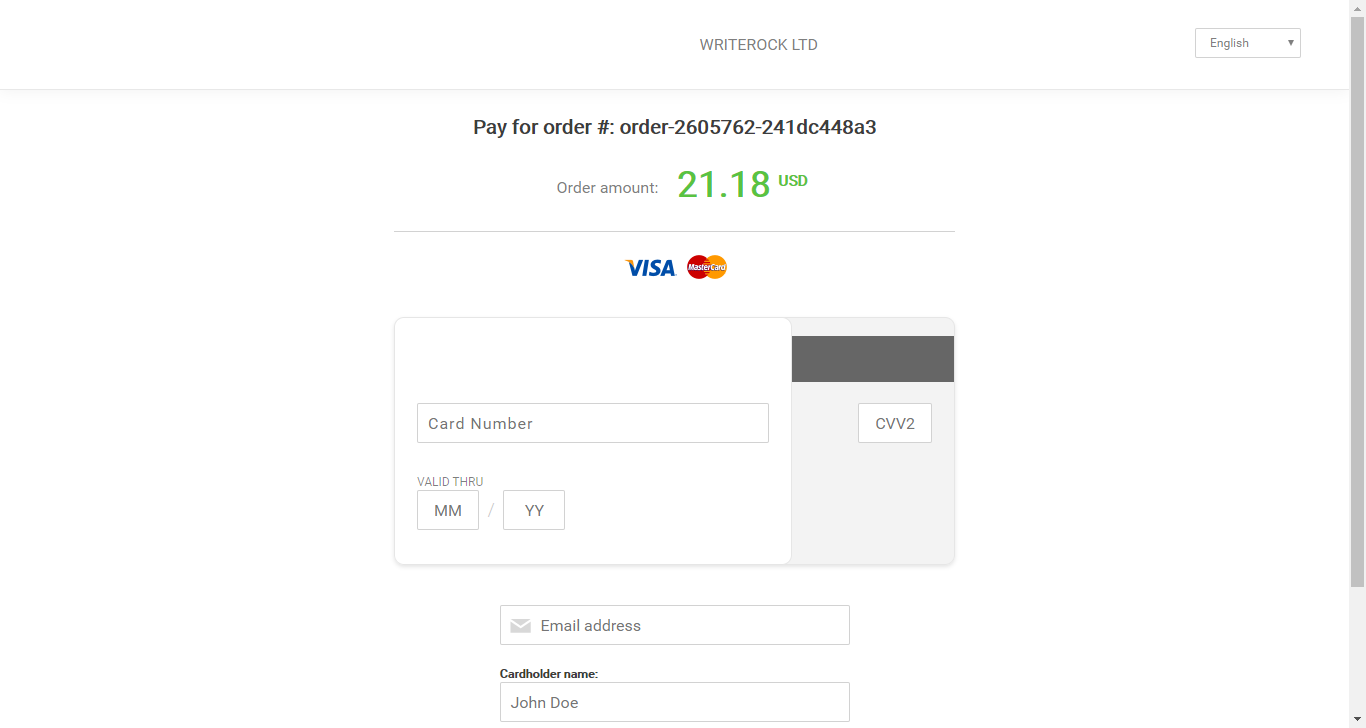 WRITEROCK LTD
English
Pay for order #: order-2605762-241dc448a3
Order amount: 21.18 USD
VISA MasterCard
Card Number
CVV2
VALID THRU
MM / YY
Email address
Cardholder name:
John Doe